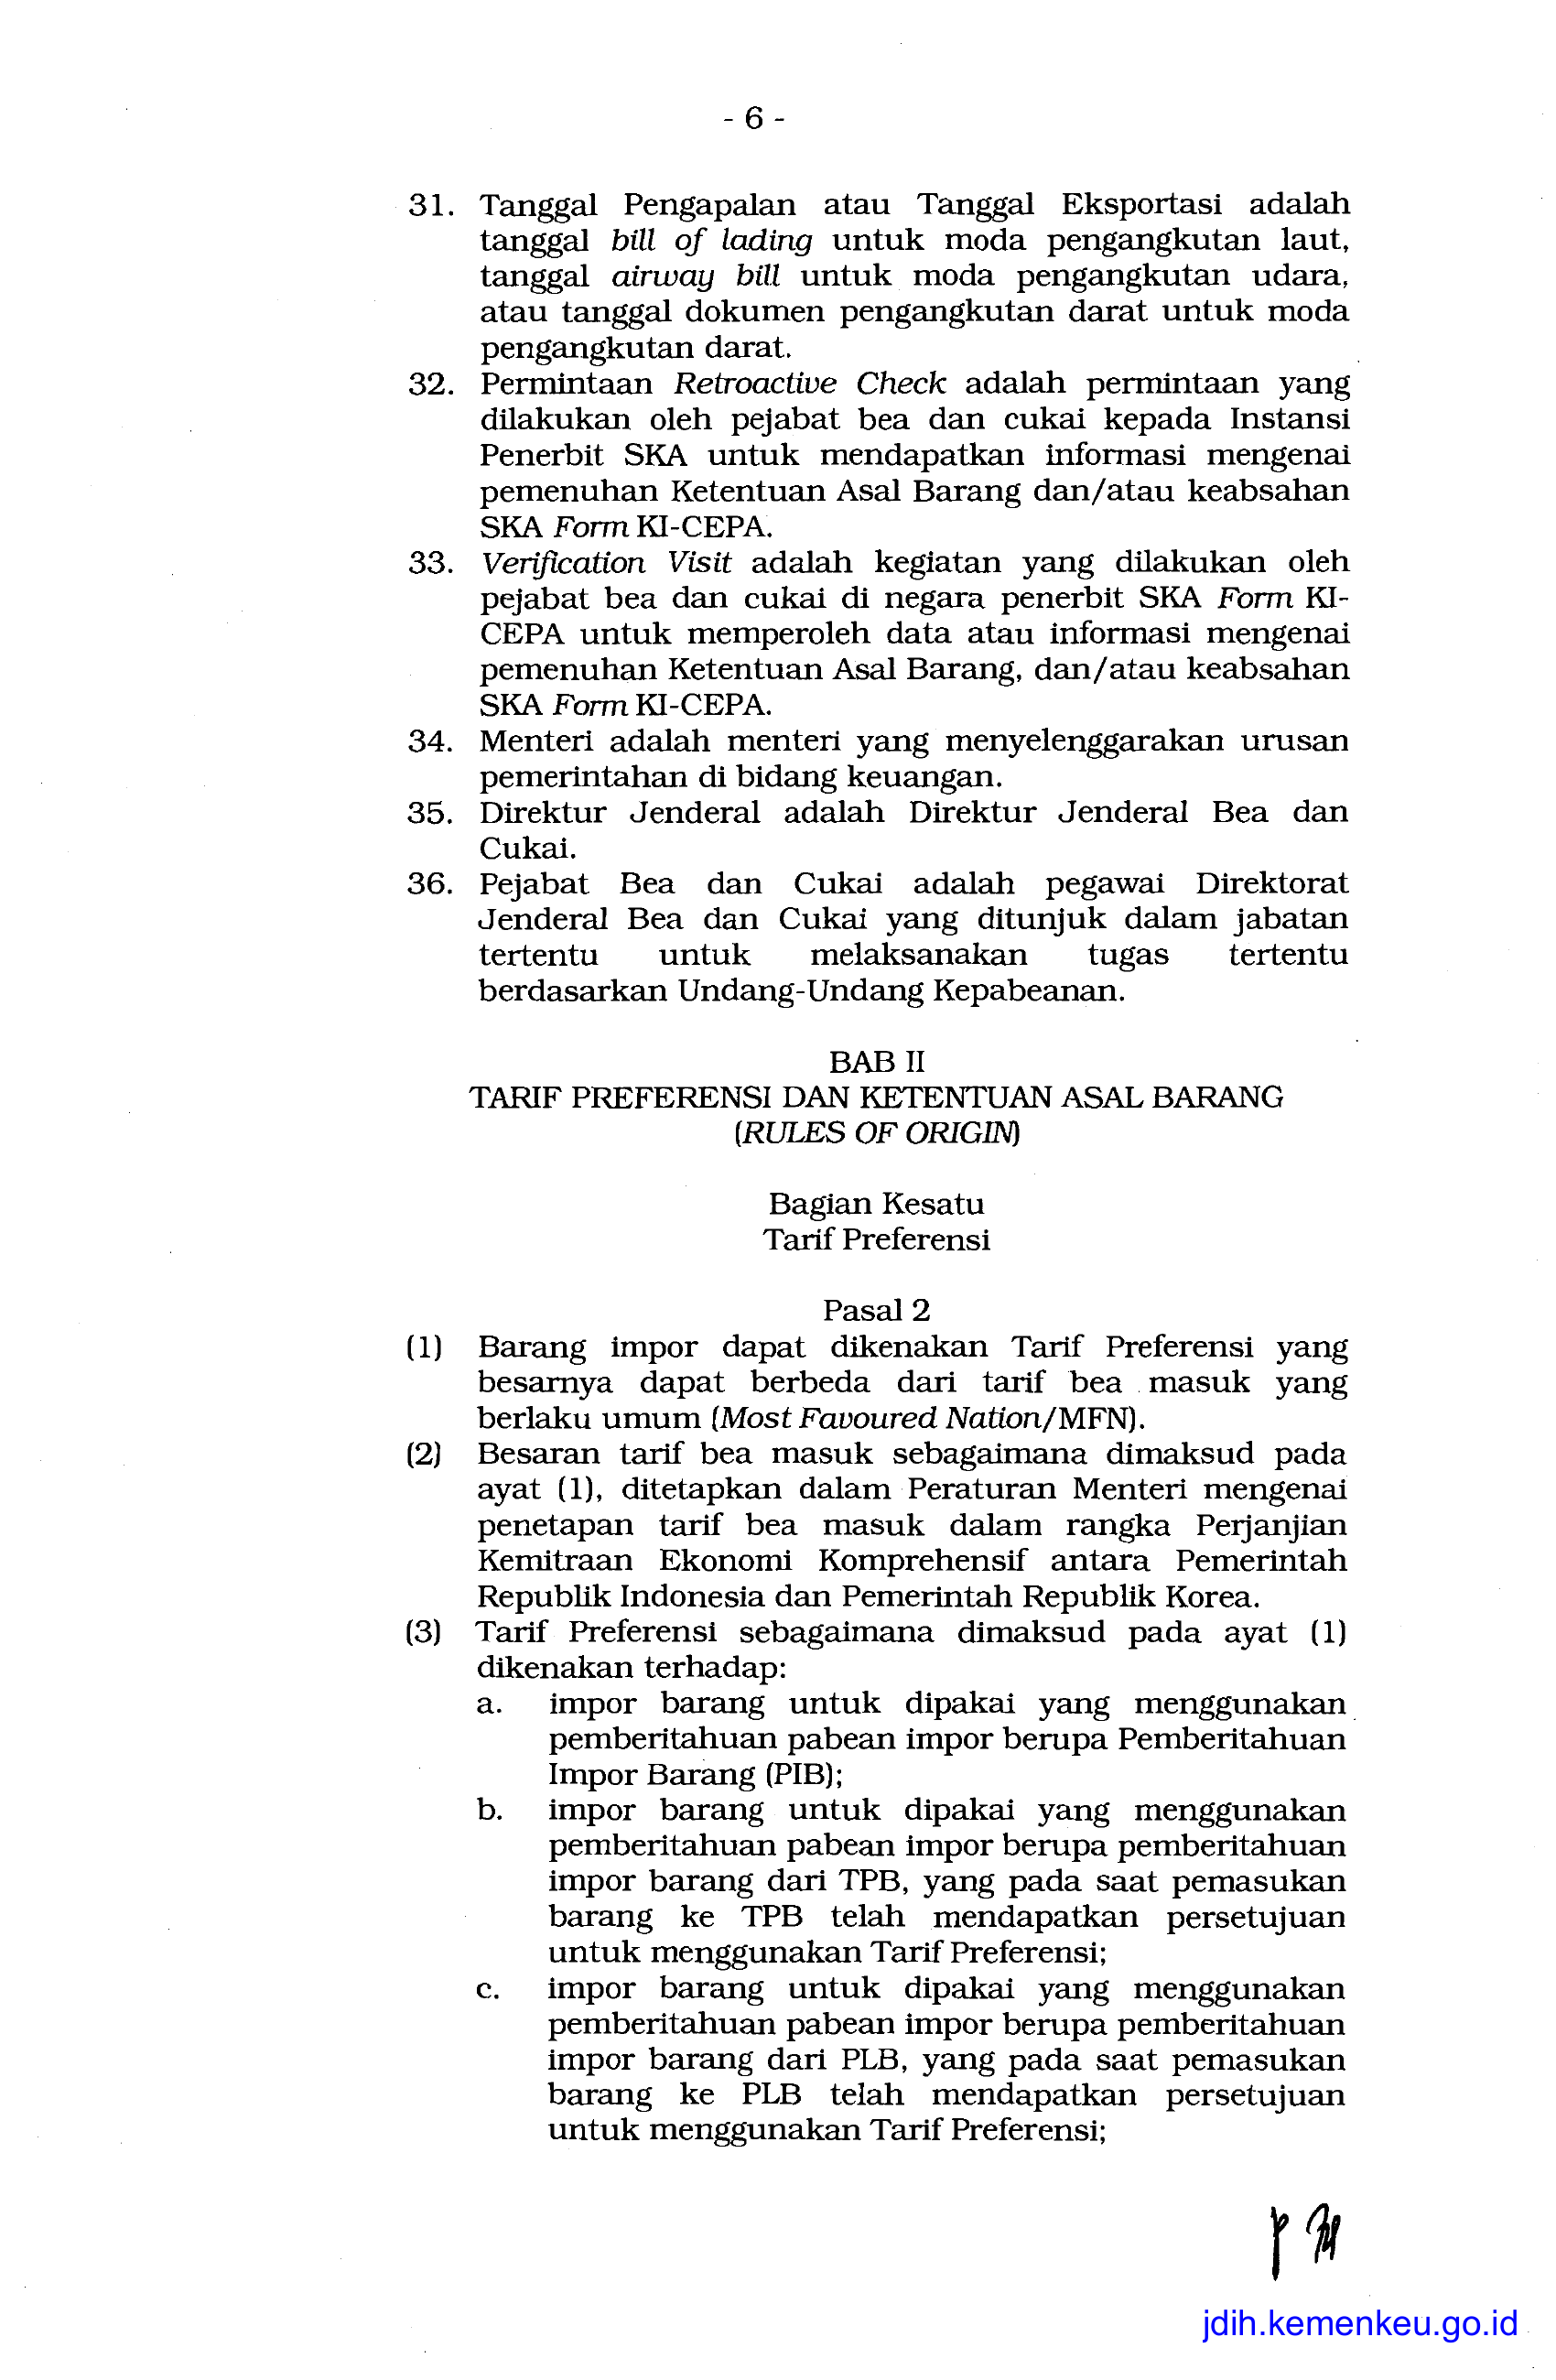 - 6 -
31. Tanggal Pengapalan atau Tanggal Eksportasi adalah
tanggal bill of lading untuk moda pengangkutan laut,
tanggal airway bill untuk moda pengangkutan udara,
atau tanggal dokumen pengangkutan darat untuk moda
pengangkutan darat.
32. Permintaan Retroactive Check adalah permintaan yang
dilakukan oleh pejabat bea dan cukai kepada Instansi
Penerbit SKA untuk mendapatkan informasi mengenai
pemenuhan Ketentuan Asal Barang dan/atau keabsahan
SKA Form KI-CEPA.
33. Verification Visit adalah kegiatan yang dilakukan oleh
pejabat bea dan cukai di negara penerbit SKA Form KI-
CEPA untuk memperoleh data atau informasi mengenai
pemenuhan Ketentuan Asal Barang, dan/atau keabsahan
SKA Form KI-CEPA.
34. Menteri adalah menteri yang menyelenggarakan urusan
pemerintahan di bidang keuangan.
35. Direktur Jenderal adalah Direktur Jenderal Bea dan
Cukai.
36. Pejabat Bea dan Cukai adalah pegawai Direktorat
Jenderal Bea dan Cukai yang ditunjuk dalam jabatan
tertentu untuk melaksanakan tugas tertentu
berdasarkan Undang-Undang Kepabeanan.
BAB II
TARIF PREFERENSI DAN KETENTUAN ASAL BARANG
(RULES OF ORIGIN)
Bagian Kesatu
Tarif Preferensi
Pasal 2
(1) Barang impor dapat dikenakan Tarif Preferensi yang
besarnya dapat berbeda dari tarif bea masuk yang
berlaku umum (Most Favoured Nation/MFN).
(2) Besaran tarif bea masuk sebagaimana dimaksud pada
ayat (1), ditetapkan dalam Peraturan Menteri mengenai
penetapan tarif bea masuk dalam rangka Perjanjian
Kemitraan Ekonomi Komprehensif antara Pemerintah
Republik Indonesia dan Pemerintah Republik Korea.
(3) Tarif Preferensi sebagaimana dimaksud pada ayat (1)
dikenakan terhadap:
a. impor barang untuk dipakai yang menggunakan
pemberitahuan pabean impor berupa Pemberitahuan
Impor Barang (PIB);
b. impor barang untuk dipakai yang menggunakan
pemberitahuan pabean impor berupa pemberitahuan
impor barang dari TPB, yang pada saat pemasukan
barang ke TPB telah mendapatkan persetujuan
untuk menggunakan Tarif Preferensi;
c. impor barang untuk dipakai yang menggunakan
pemberitahuan pabean impor berupa pemberitahuan
impor barang dari PLB, yang pada saat pemasukan
barang ke PLB telah mendapatkan persetujuan
untuk menggunakan Tarif Preferensi;
jdih.kemenkeu.go.id